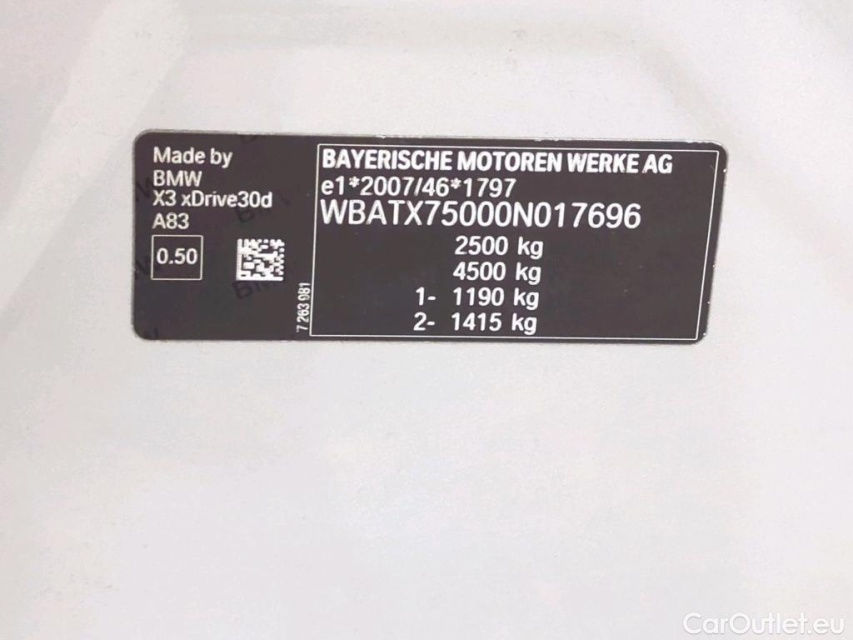 Made by
BMW
X3 xDrive30d
A83
0.50
7 263 981
BAYERISCHE MOTOREN WERKE AG
e1*2007/46*1797
WBATX75000N017696
2500 kg
4500 kg
1- 1190 kg
2- 1415 kg
CarOutlet.eu